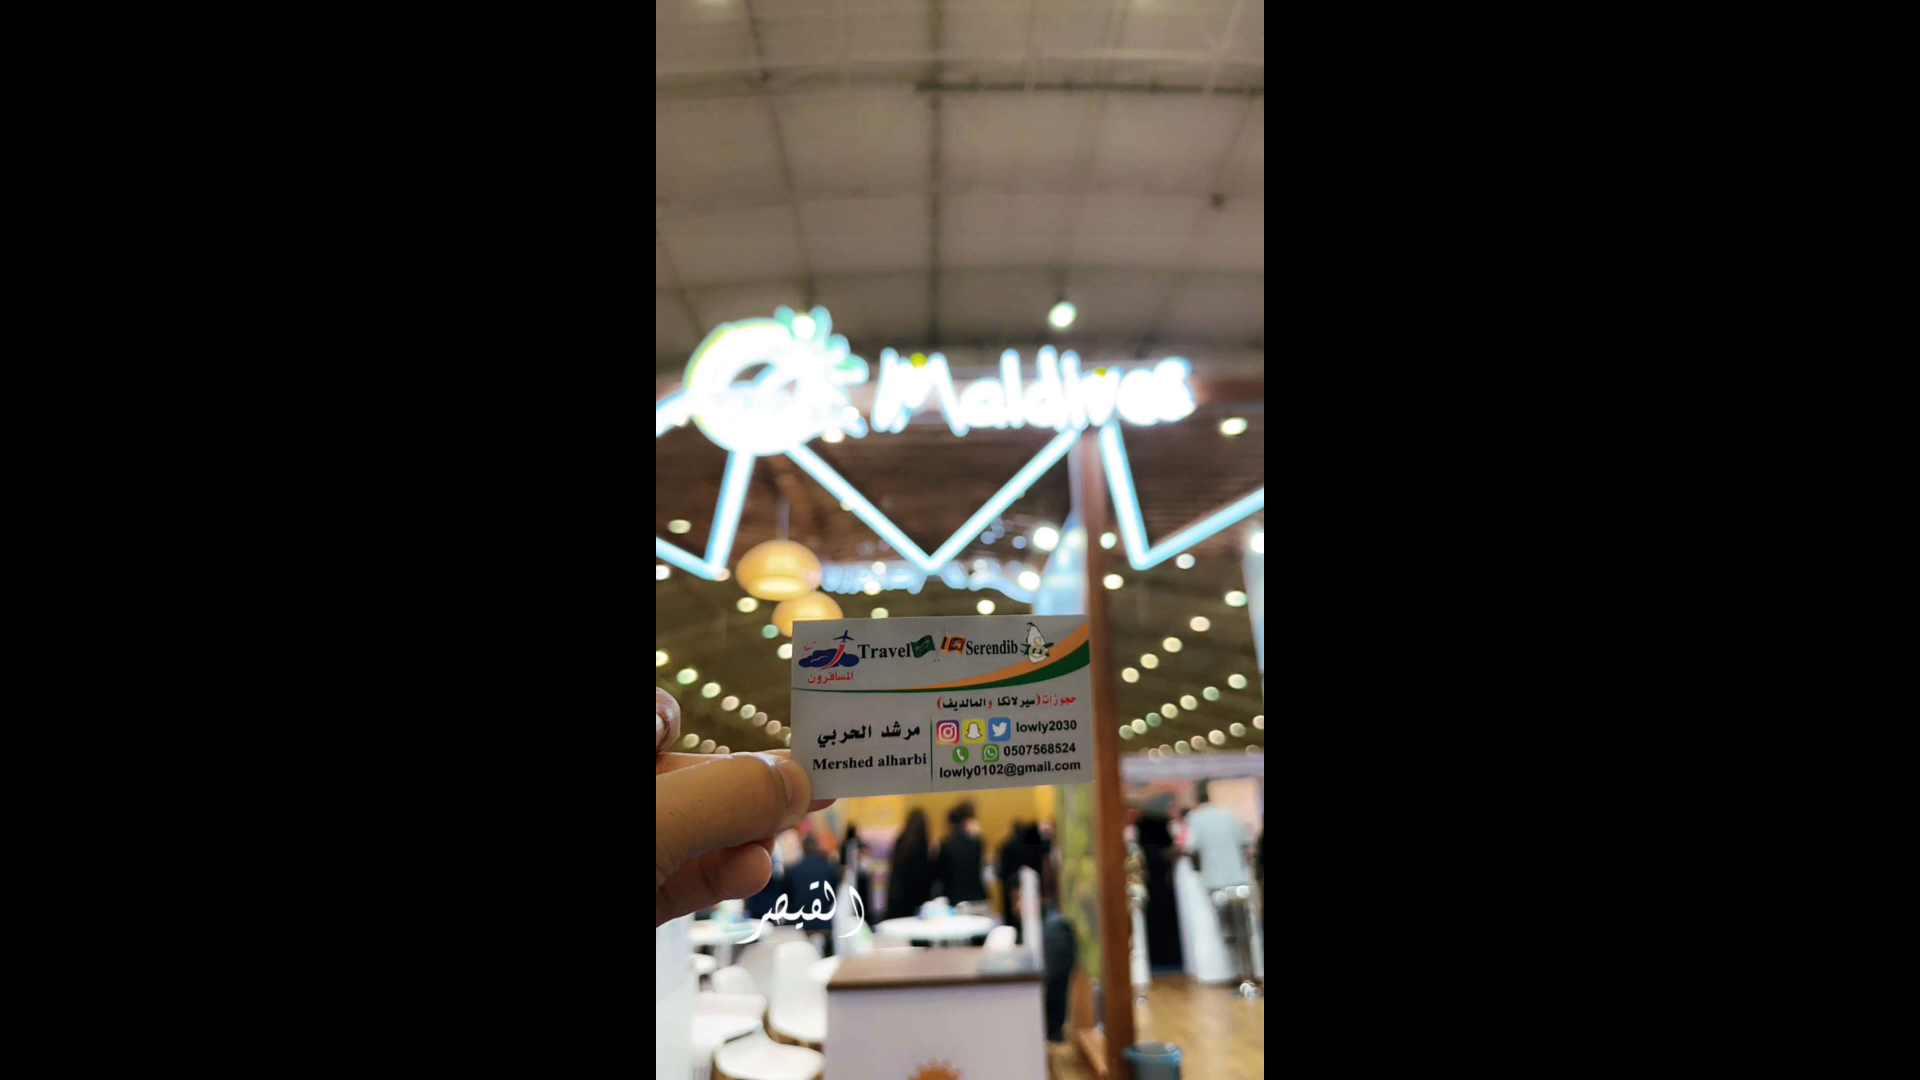 Maldives
Travel Serendib
المسافرون
حجوزات (سيرلانكا والمالديف)
مرشد الحربي
Mershed alharbi
lowly2030
0507568524
lowly0102@gmail.com
القيصر